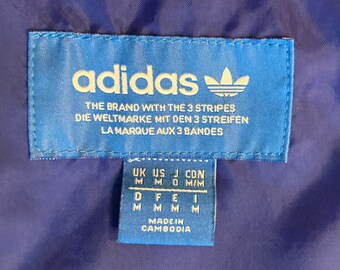 adidas
THE BRAND WITH THE 3 STRIPES
DIE WELTMARKE MIT DEN 3 STREIFEN
LA MARQUE AUX 3 BANDES
UK US J CDN
M M O M/M
D F E I
M M M M
MADE IN
CAMBODIA